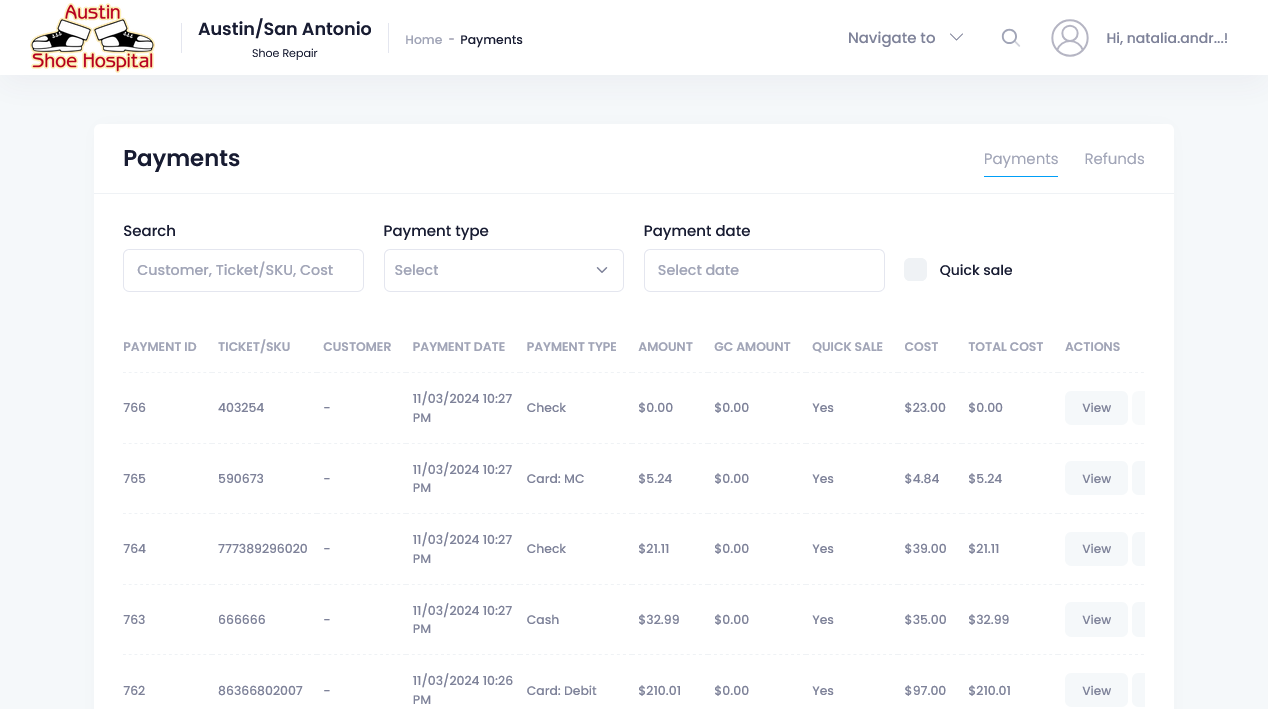 Austin
Shoe Hospital
Austin/San Antonio
Shoe Repair
Home - Payments
Navigate to
Hi, natalia.andr...!
Payments
Payments Refunds
Search Payment type Payment date
Customer, Ticket/SKU, Cost Select Select date Quick sale
PAYMENT ID TICKET/SKU CUSTOMER PAYMENT DATE PAYMENT TYPE AMOUNT GC AMOUNT QUICK SALE COST TOTAL COST ACTIONS
766 403254 - 11/03/2024 10:27 PM Check $0.00 $0.00 Yes $23.00 $0.00 View
765 590673 - 11/03/2024 10:27 PM Card: MC $5.24 $0.00 Yes $4.84 $5.24 View
764 777389296020 - 11/03/2024 10:27 PM Check $21.11 $0.00 Yes $39.00 $21.11 View
763 666666 - 11/03/2024 10:27 PM Cash $32.99 $0.00 Yes $35.00 $32.99 View
762 86366802007 - 11/03/2024 10:26 PM Card: Debit $210.01 $0.00 Yes $97.00 $210.01 View